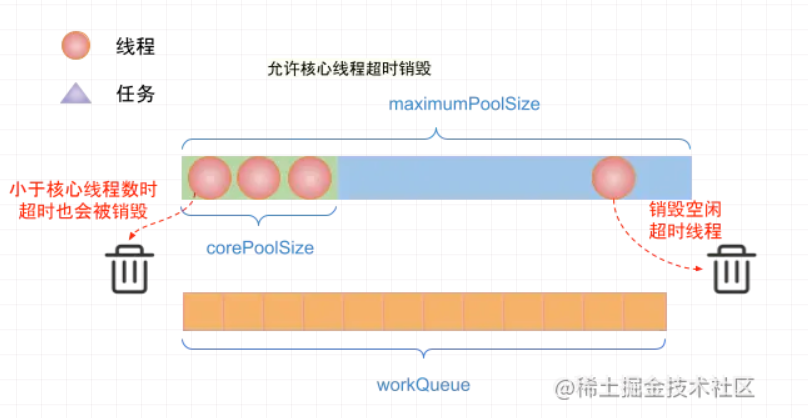 线程
任务
允许核心线程超时销毁
maximumPoolSize
小于核心线程数时
超时也会被销毁
销毁空闲
超时线程
corePoolSize
workQueue
@稀土掘金技术社区